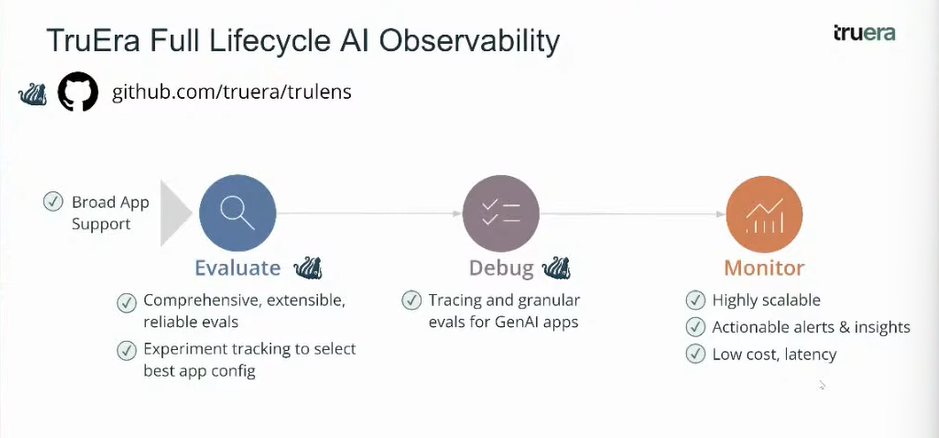 TruEra Full Lifecycle AI Observability
truera
github.com/truera/trulens
Broad App
Support
Evaluate
Comprehensive, extensible,
reliable evals
Experiment tracking to select
best app config
Debug
Tracing and granular
evals for GenAI apps
Monitor
Highly scalable
Actionable alerts & insights
Low cost, latency